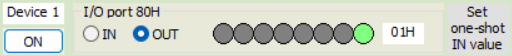 Device 1
ON
I/O port 80H
IN
OUT
01H
Set
one-shot
IN value